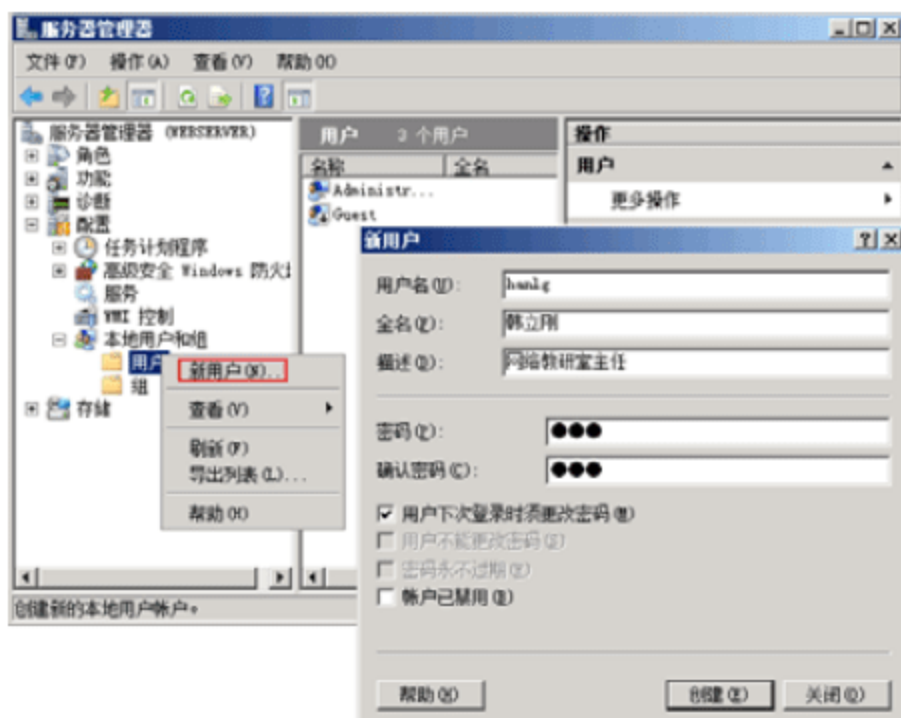 服务器管理器
文件(F) 操作(A) 查看(V) 帮助(H)
服务器管理器 (WEBSERVER)
角色
功能
诊断
配置
任务计划程序
高级安全 Windows 防火
服务
WMI 控制
本地用户和组
用户
组
存储
用户 3 个用户
名称 全名
Administr...
Guest
操作
用户
更多操作
新用户(N)...
查看(V)
刷新(F)
导出列表(L)...
帮助(H)
创建新的本地用户帐户。
新用户
用户名(U): hanlg
全名(F): 韩立刚
描述(D): 网络教研室主任
密码(P): ●●●
确认密码(C): ●●●
用户下次登录时须更改密码(M)
用户不能更改密码(S)
密码永不过期(W)
帐户已禁用(B)
帮助(H) 创建(E) 关闭(O)